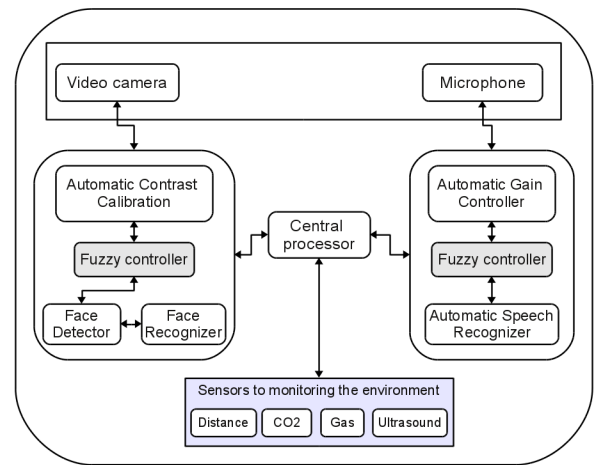 Video camera
Microphone
Automatic Contrast
Calibration
Fuzzy controller
Face
Detector
Face
Recognizer
Central
processor
Automatic Gain
Controller
Fuzzy controller
Automatic Speech
Recognizer
Sensors to monitoring the environment
Distance
CO2
Gas
Ultrasound